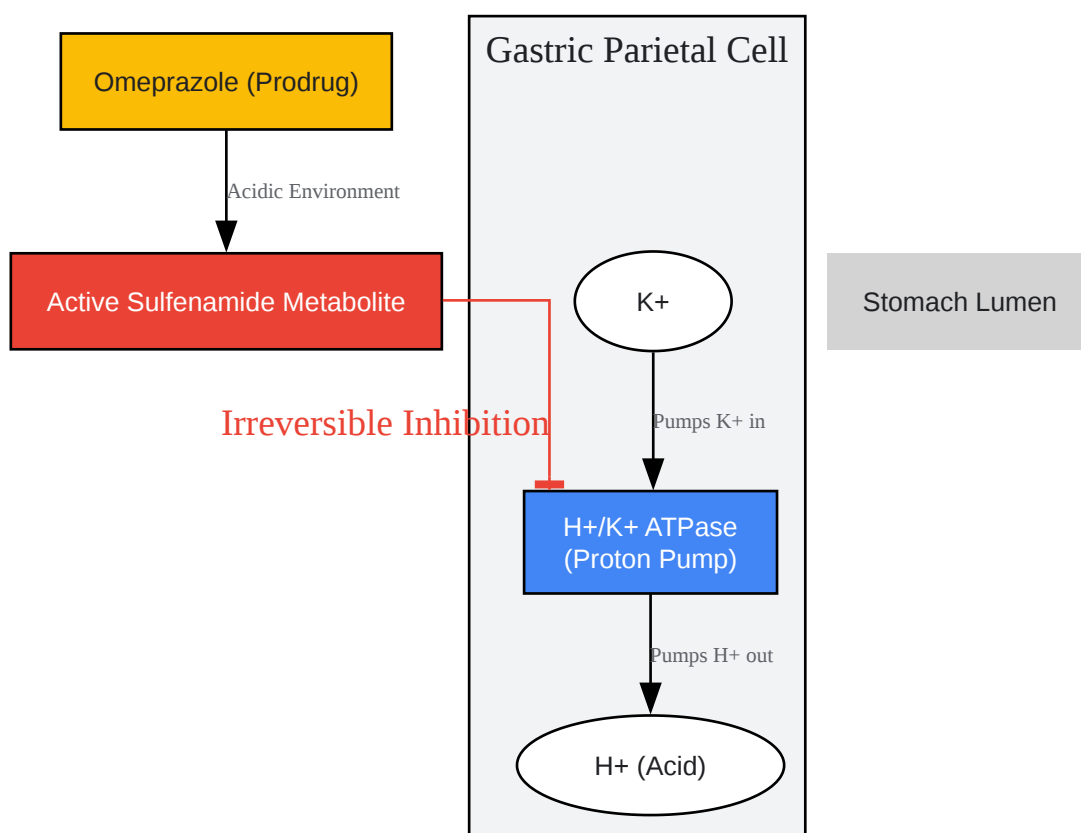 Gastric Parietal Cell
Omeprazole (Prodrug)
Acidic Environment
Active Sulfenamide Metabolite
K+
Stomach Lumen
Irreversible Inhibition
Pumps K+ in
H+/K+ ATPase
(Proton Pump)
Pumps H+ out
H+ (Acid)